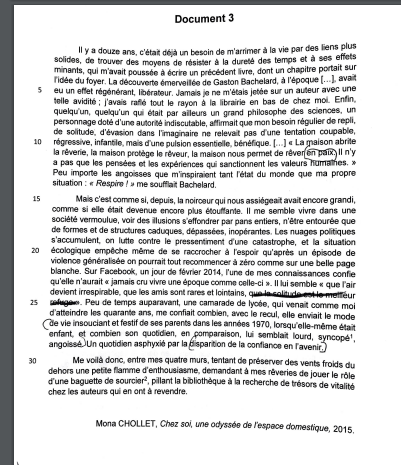 Document 3
Il y a douze ans, c'était déjà un besoin de m'arrimer à la vie par des liens plus
solides, de trouver des moyens de résister à la dureté des temps et à ses effets
minants, qui m'avait poussée à écrire un précédent livre, dont un chapitre portait sur
l'idée du foyer. La découverte émerveillée de Gaston Bachelard, à l'époque [...], avait
5 eu un effet régénérant, libérateur. Jamais je ne m'étais jetée sur un auteur avec une
telle avidité ; j'avais raflé tout le rayon à la librairie en bas de chez moi. Enfin,
quelqu'un, quelqu'un qui était par ailleurs un grand philosophe des sciences, un
personnage doté d'une autorité indiscutable, affirmait que mon besoin régulier de repli,
de solitude, d'évasion dans l'imaginaire ne relevait pas d'une tentation coupable,
10 régressive, infantile, mais d'une pulsion essentielle, bénéfique. [...] « La maison abrite
la rêverie, la maison protège le rêveur, la maison nous permet de rêver en paix. Il n'y
a pas que les pensées et les expériences qui sanctionnent les valeurs humaines. »
Peu importe les angoisses que m'inspiraient tant l'état du monde que ma propre
situation : « Respire ! » me soufflait Bachelard.
15 Mais c'est comme si, depuis, la noirceur qui nous assiégeait avait encore grandi,
comme si elle était devenue encore plus étouffante. Il me semble vivre dans une
société vermoulue, voir des illusions s'effondrer par pans entiers, n'être entourée que
de formes et de structures caduques, dépassées, inopérantes. Les nuages politiques
s'accumulent, on lutte contre le pressentiment d'une catastrophe, et la situation
20 écologique empêche même de se raccrocher à l'espoir qu'après un épisode de
violence généralisée on pourrait tout recommencer à zéro comme sur une belle page
blanche. Sur Facebook, un jour de février 2014, l'une de mes connaissances confie
qu'elle n'aurait « jamais cru vivre une époque comme celle-ci ». Il lui semble « que l'air
devient irrespirable, que les amis sont rares et lointains, que la solitude est le meilleur
25 refuge ». Peu de temps auparavant, une camarade de lycée, qui venait comme moi
d'atteindre les quarante ans, me confiait combien, avec le recul, elle enviait le mode
de vie insouciant et festif de ses parents dans les années 1970, lorsqu'elle-même était
enfant, et combien son quotidien, en comparaison, lui semblait lourd, syncopé¹,
angoissé. Un quotidien asphyxié par la disparition de la confiance en l'avenir.
30 Me voilà donc, entre mes quatre murs, tentant de préserver des vents froids du
dehors une petite flamme d'enthousiasme, demandant à mes rêveries de jouer le rôle
d'une baguette de sourcier², pillant la bibliothèque à la recherche de trésors de vitalité
chez les auteurs qui en ont à revendre.
Mona CHOLLET, Chez soi, une odyssée de l'espace domestique, 2015.